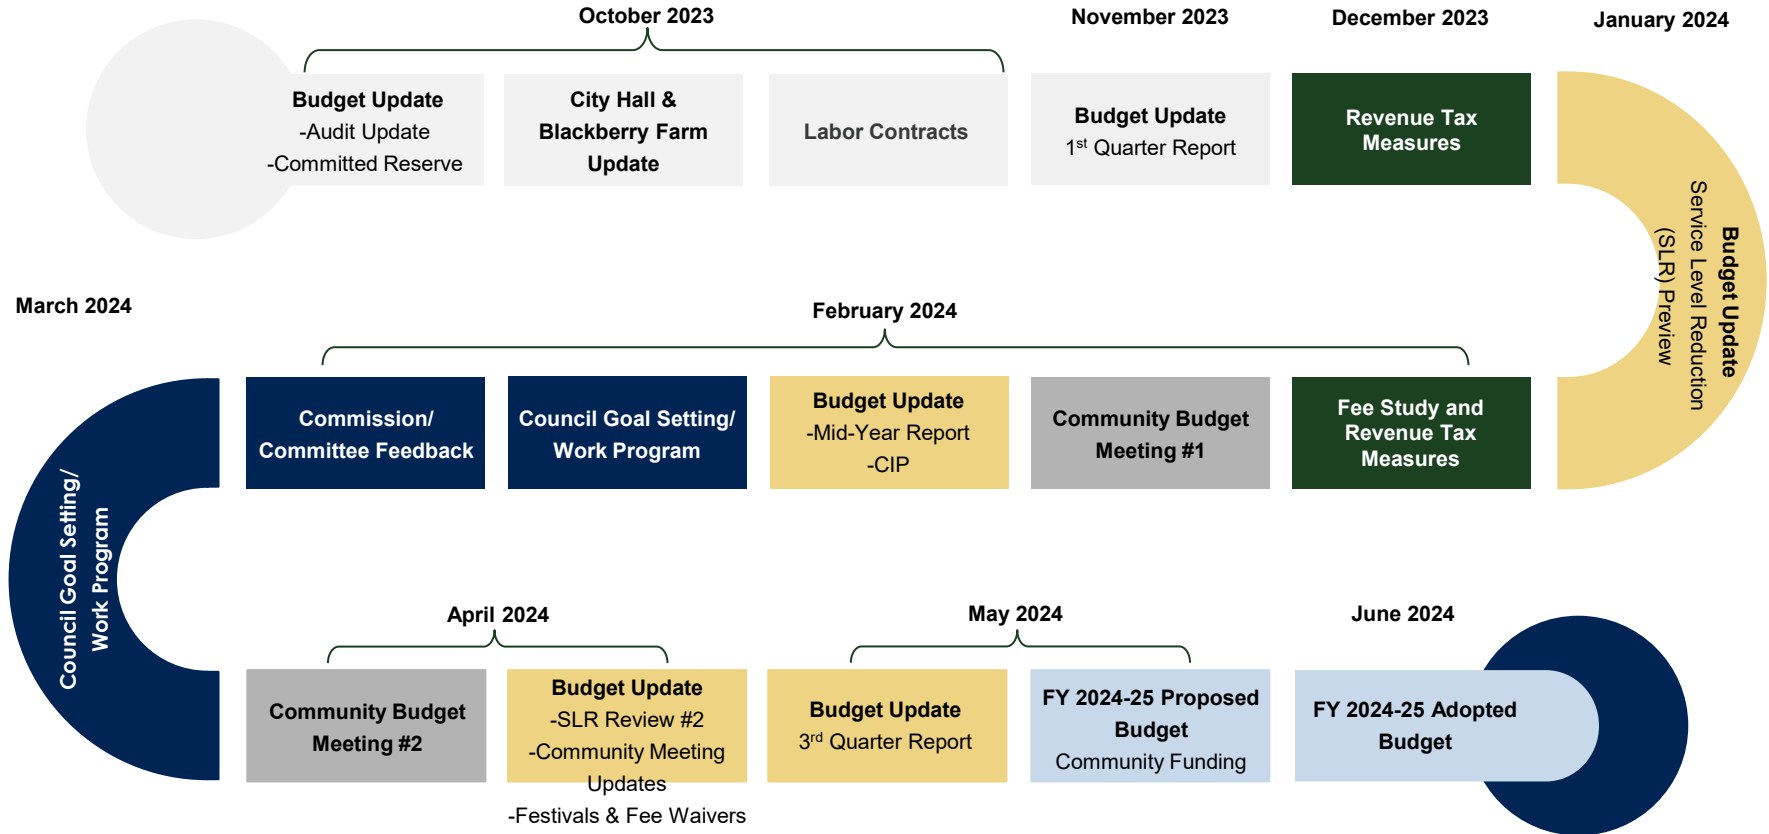 October 2023
November 2023
December 2023
January 2024
Budget Update
-Audit Update
-Committed Reserve
City Hall &
Blackberry Farm
Update
Labor Contracts
Budget Update
1st Quarter Report
Revenue Tax
Measures
Budget Update
Service Level Reduction
(SLR) Preview
March 2024
February 2024
Commission/
Committee Feedback
Council Goal Setting/
Work Program
Budget Update
-Mid-Year Report
-CIP
Community Budget
Meeting #1
Fee Study and
Revenue Tax
Measures
Council Goal Setting/
Work Program
April 2024
May 2024
June 2024
Community Budget
Meeting #2
Budget Update
-SLR Review #2
-Community Meeting
Updates
-Festivals & Fee Waivers
Budget Update
3rd Quarter Report
FY 2024-25 Proposed
Budget
Community Funding
FY 2024-25 Adopted
Budget